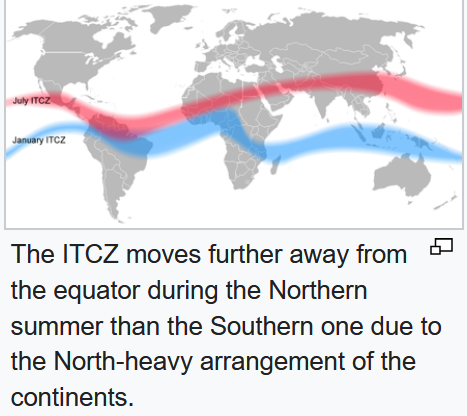 July ITCZ
January ITCZ
The ITCZ moves further away from
the equator during the Northern
summer than the Southern one due to
the North-heavy arrangement of the
continents.